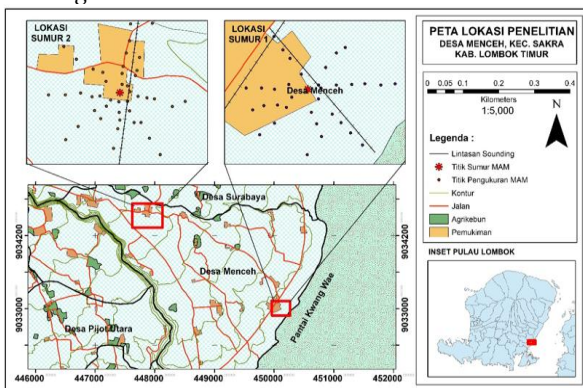 LOKASI
SUMUR 2
LOKASI
SUMUR 1
Desa Menceh
Desa Surabaya
Desa Menceh
Desa Pijot Utara
Pantai Kwang Wae
9034200
9033000
9034200
9033000
446000 447000 448000 449000 450000 451000 452000
PETA LOKASI PENELITIAN
DESA MENCEH, KEC. SAKRA
KAB. LOMBOK TIMUR
0 0.05 0.1 0.2 0.3 0.4
Kilometers
1:5,000
N
Legenda :
Lintasan Sounding
Titik Sumur MAM
Titik Pengukuran MAM
Kontur
Jalan
Agrikebun
Pemukiman
INSET PULAU LOMBOK